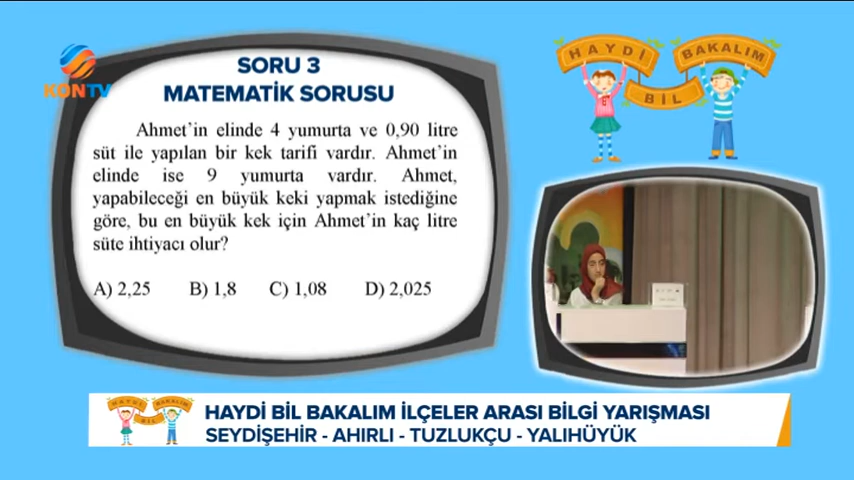 KONTV
SORU 3
MATEMATİK SORUSU
Ahmet'in elinde 4 yumurta ve 0,90 litre
süt ile yapılan bir kek tarifi vardır. Ahmet'in
elinde ise 9 yumurta vardır. Ahmet,
yapabileceği en büyük keki yapmak istediğine
göre, bu en büyük kek için Ahmet'in kaç litre
süte ihtiyacı olur?
A) 2,25 B) 1,8 C) 1,08 D) 2,025
HAYDİ BAKALIM
BİL
HAYDİ BAKALIM
BİL
HAYDİ BİL BAKALIM İLÇELER ARASI BİLGİ YARIŞMASI
SEYDİŞEHİR - AHIRLI - TUZLUKÇU - YALIHÜYÜK